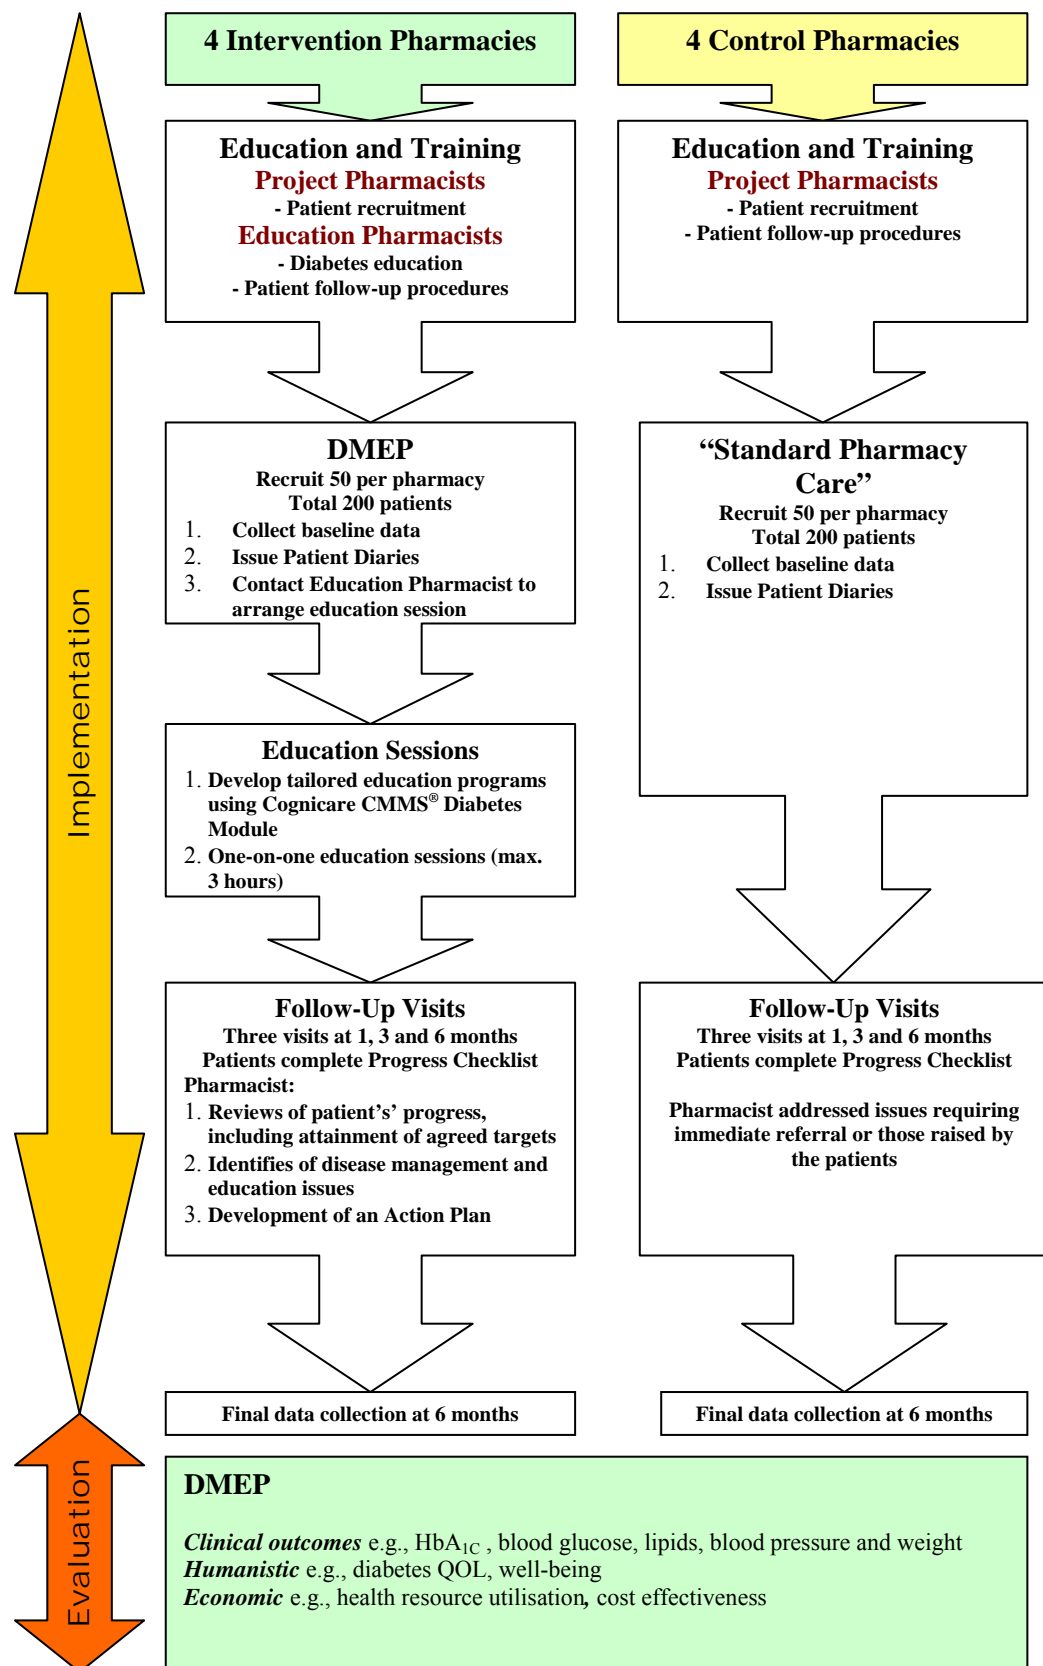 4 Intervention Pharmacies
4 Control Pharmacies
Education and Training
Project Pharmacists
- Patient recruitment
Education Pharmacists
- Diabetes education
- Patient follow-up procedures
Education and Training
Project Pharmacists
- Patient recruitment
- Patient follow-up procedures
DMEP
Recruit 50 per pharmacy
Total 200 patients
1. Collect baseline data
2. Issue Patient Diaries
3. Contact Education Pharmacist to
arrange education session
“Standard Pharmacy
Care”
Recruit 50 per pharmacy
Total 200 patients
1. Collect baseline data
2. Issue Patient Diaries
Implementation
Education Sessions
1. Develop tailored education programs
using Cognicare CMMS® Diabetes
Module
2. One-on-one education sessions (max.
3 hours)
Follow-Up Visits
Three visits at 1, 3 and 6 months
Patients complete Progress Checklist
Pharmacist:
1. Reviews of patient’s’ progress,
including attainment of agreed targets
2. Identifies of disease management and
education issues
3. Development of an Action Plan
Follow-Up Visits
Three visits at 1, 3 and 6 months
Patients complete Progress Checklist
Pharmacist addressed issues requiring
immediate referral or those raised by
the patients
Final data collection at 6 months
Final data collection at 6 months
Evaluation
DMEP
Clinical outcomes e.g., HbA1C , blood glucose, lipids, blood pressure and weight
Humanistic e.g., diabetes QOL, well-being
Economic e.g., health resource utilisation, cost effectiveness